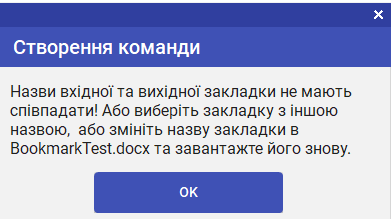 Створення команди
Назви вхідної та вихідної закладки не мають
співпадати! Або виберіть закладку з іншою
назвою, або змініть назву закладки в
BookmarkTest.docx та завантажте його знову.
ОК